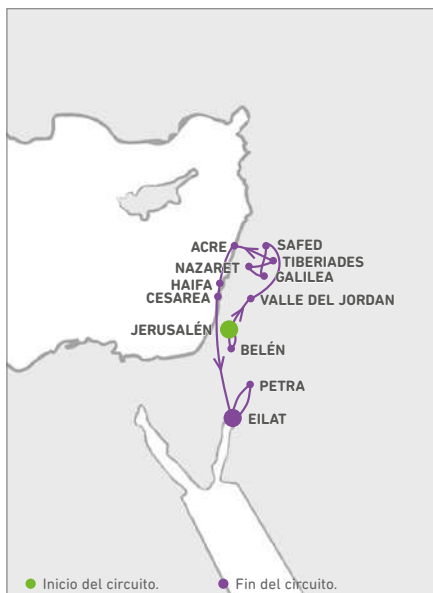 ACRE
SAFED
TIBERIADES
NAZARET
GALILEA
HAIFA
CESAREA
VALLE DEL JORDAN
JERUSALÉN
BELÉN
PETRA
EILAT
Inicio del circuito.
Fin del circuito.